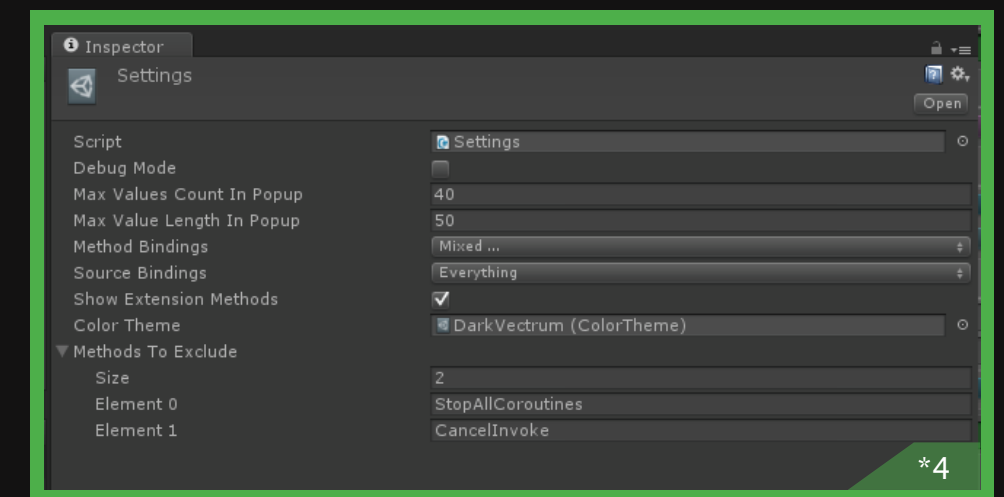 Inspector
Settings
Open
Script Settings
Debug Mode
Max Values Count In Popup 40
Max Value Length In Popup 50
Method Bindings Mixed ...
Source Bindings Everything
Show Extension Methods
Color Theme DarkVectrum (ColorTheme)
Methods To Exclude
Size 2
Element 0 StopAllCoroutines
Element 1 CancelInvoke
*4